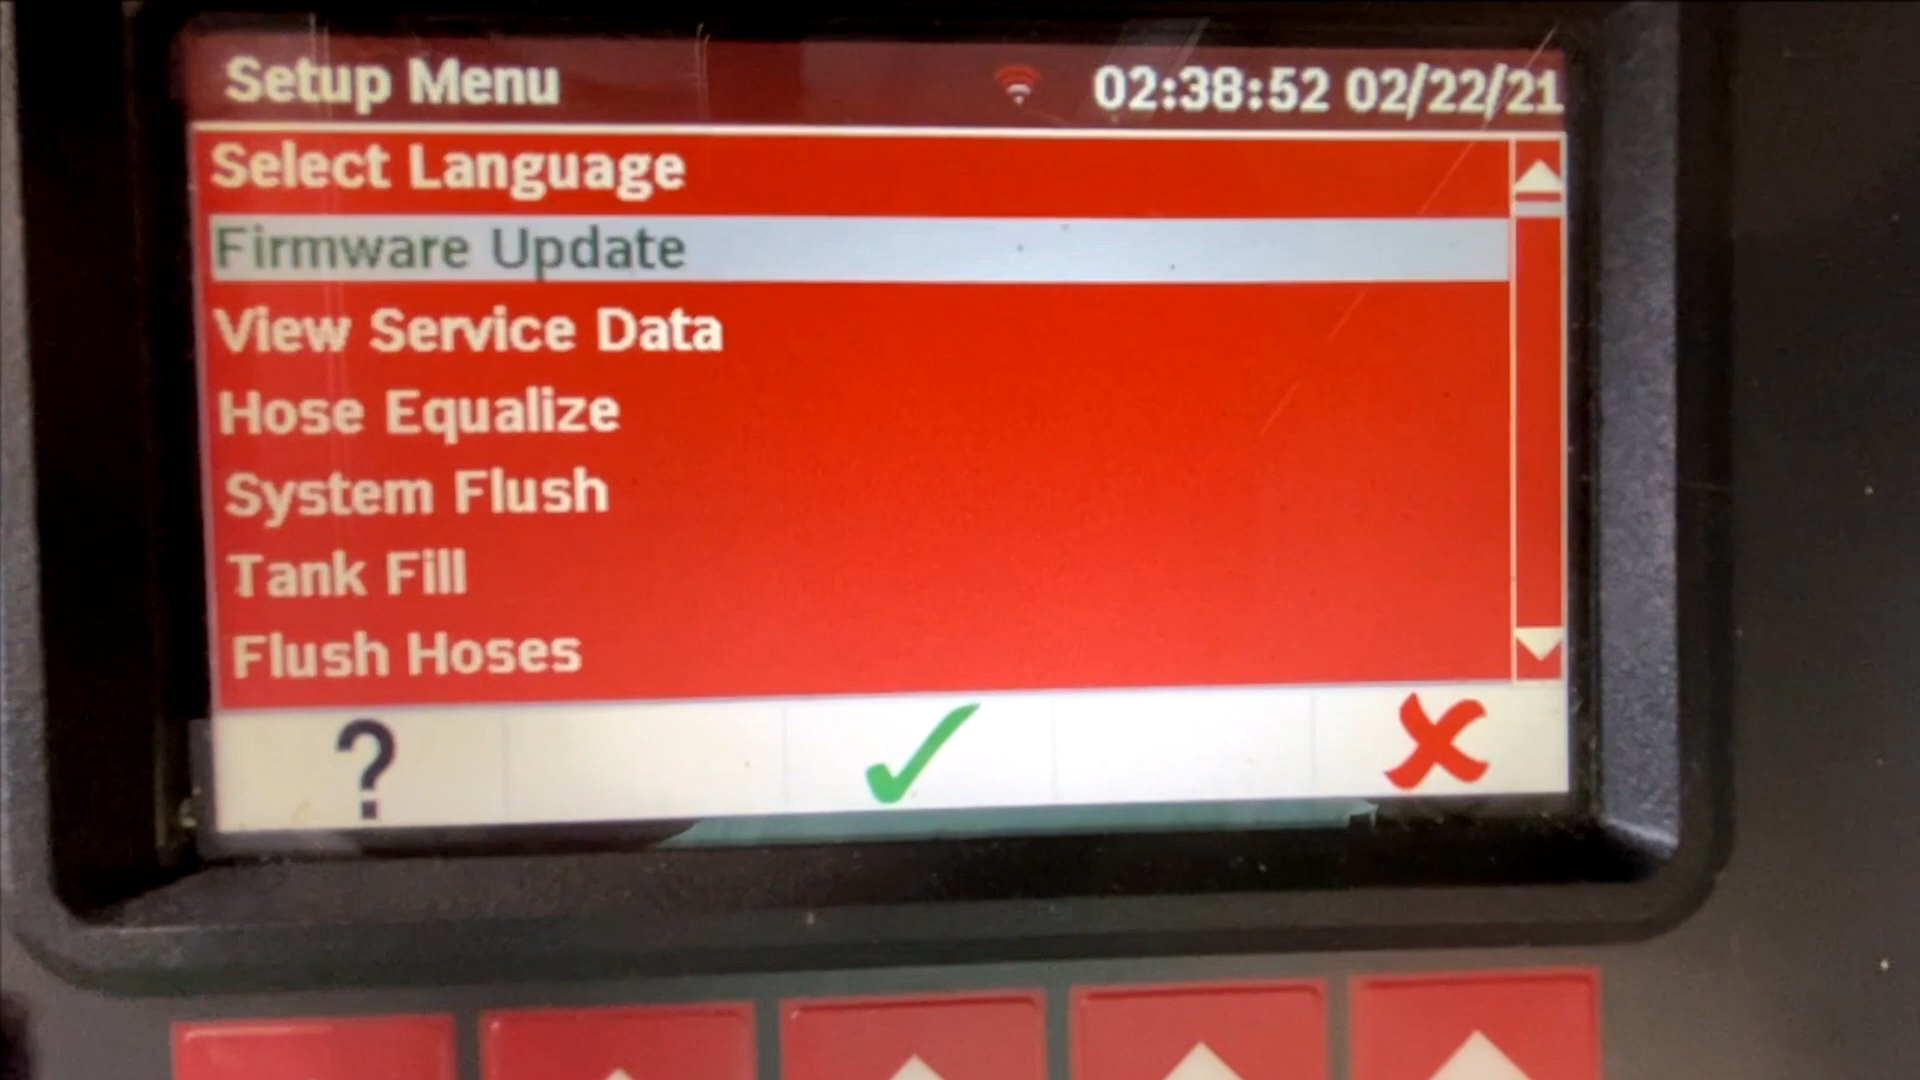 Setup Menu 02:38:52 02/22/21
Select Language
Firmware Update
View Service Data
Hose Equalize
System Flush
Tank Fill
Flush Hoses
?